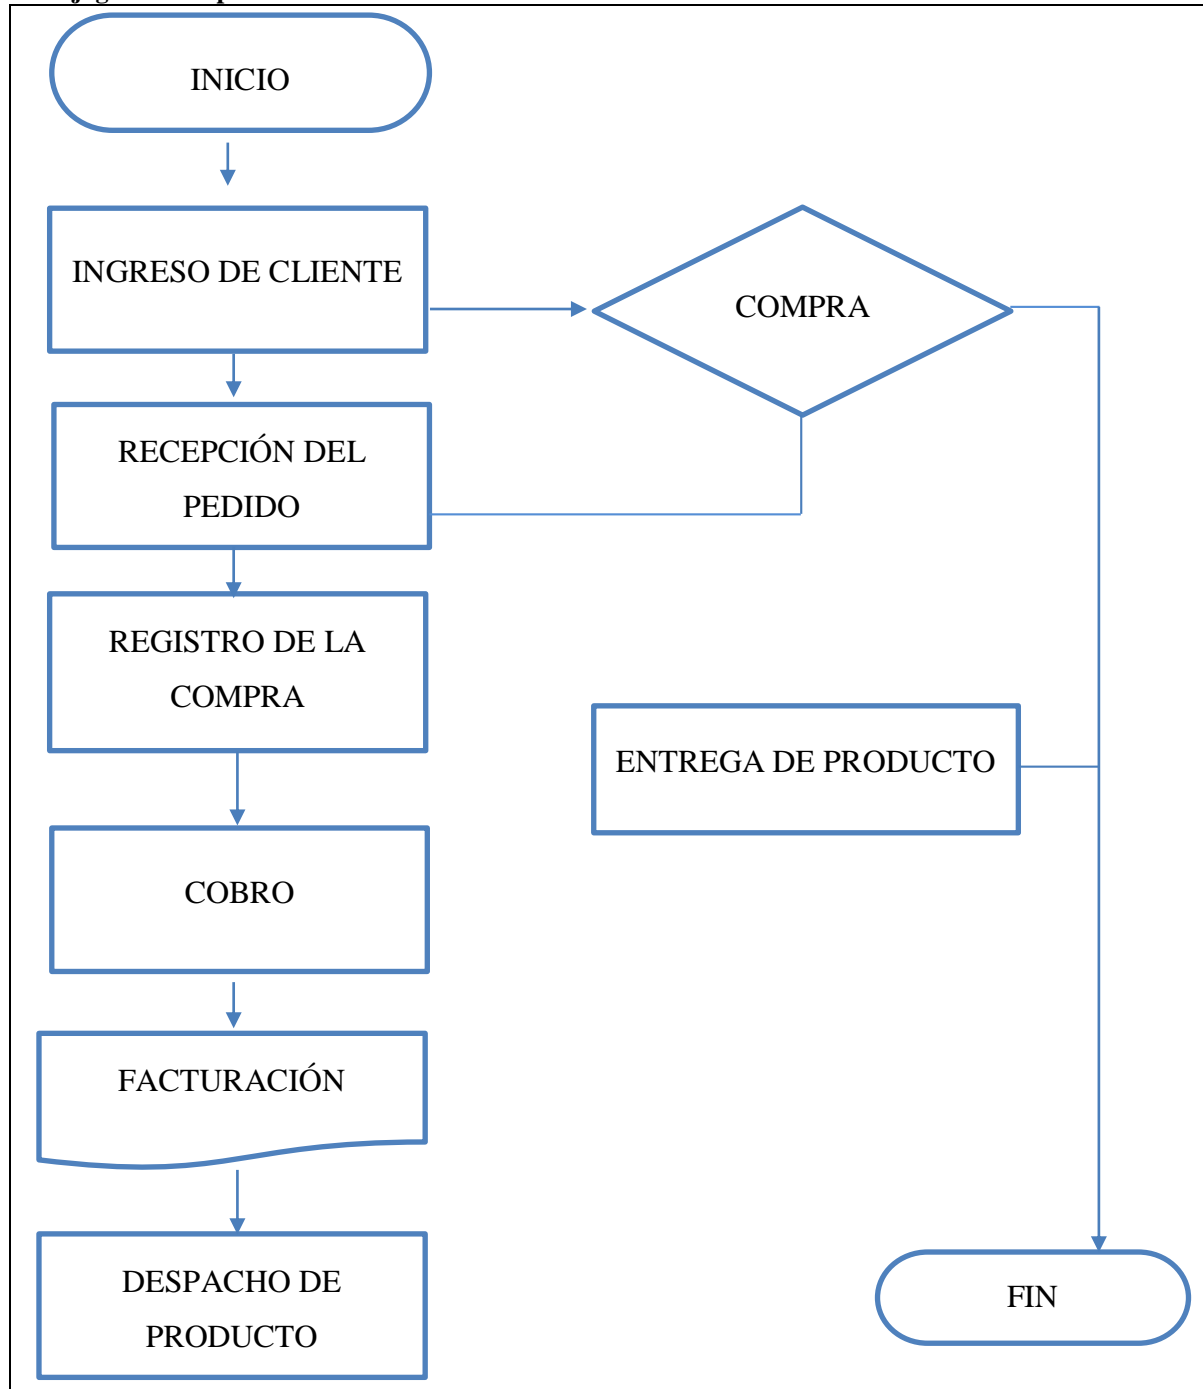 INICIO
INGRESO DE CLIENTE
COMPRA
RECEPCIÓN DEL
PEDIDO
REGISTRO DE LA
COMPRA
ENTREGA DE PRODUCTO
COBRO
FACTURACIÓN
DESPACHO DE
PRODUCTO
FIN